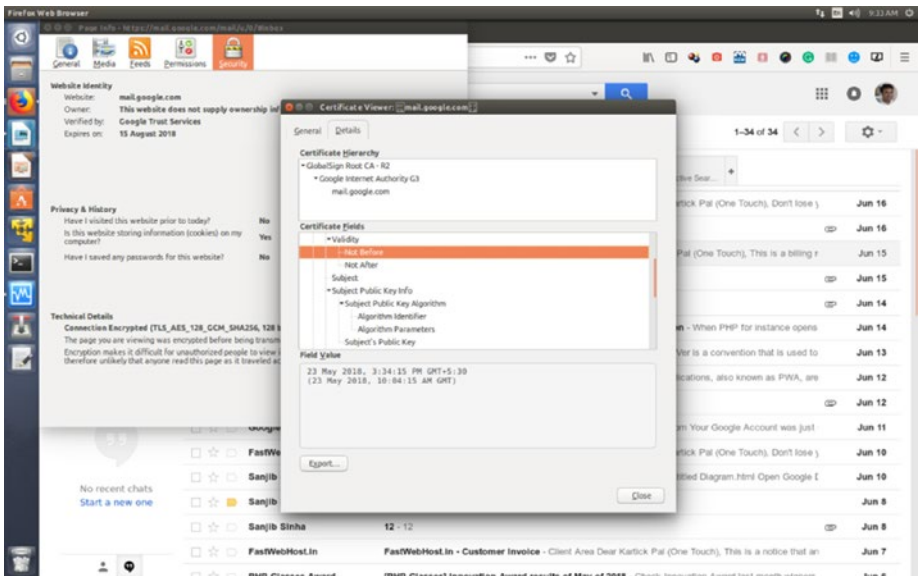 Firefox Web Browser
9:33 AM
Page Info - https://mail.google.com/mail/u/0/#inbox
General Media Feeds Permissions Security
Website Identity
Website: mail.google.com
Owner: This website does not supply ownership inf
Verified by: Google Trust Services
Expires on: 15 August 2018
Privacy & History
Have I visited this website prior to today? No
Is this website storing information (cookies) on my computer? Yes
Have I saved any passwords for this website? No
Technical Details
Connection Encrypted (TLS_AES_128_GCM_SHA256, 128 b
The page you are viewing was encrypted before being transm
Encryption makes it difficult for unauthorized people to view i
therefore unlikely that anyone read this page as it traveled ac
Certificate Viewer: "mail.google.com"
General Details
Certificate Hierarchy
GlobalSign Root CA - R2
Google Internet Authority G3
mail.google.com
Certificate Fields
Validity
Not Before
Not After
Subject
Subject Public Key Info
Subject Public Key Algorithm
Algorithm Identifier
Algorithm Parameters
Subject's Public Key
Field Value
23 May 2018, 3:34:15 PM GMT+5:30
(23 May 2018, 10:04:15 AM GMT)
Export...
Close
1–34 of 34
Jun 16
Jun 16
Pal (One Touch), This is a billing r Jun 15
Jun 15
Jun 14
- When PHP for instance opens Jun 14
Ver is a convention that is used to Jun 13
ications, also known as PWA, are Jun 12
Jun 12
m Your Google Account was just Jun 11
FastWe
artick Pal (One Touch), Don't lose y Jun 10
Sanjib
titled Diagram.html Open Google D Jun 10
Sanjib Jun 8
Sanjib Sinha 12 - 12 Jun 8
FastWebHost.in FastWebHost.in - Customer Invoice - Client Area Dear Kartick Pal (One Touch), This is a notice that an Jun 7
No recent chats
Start a new one